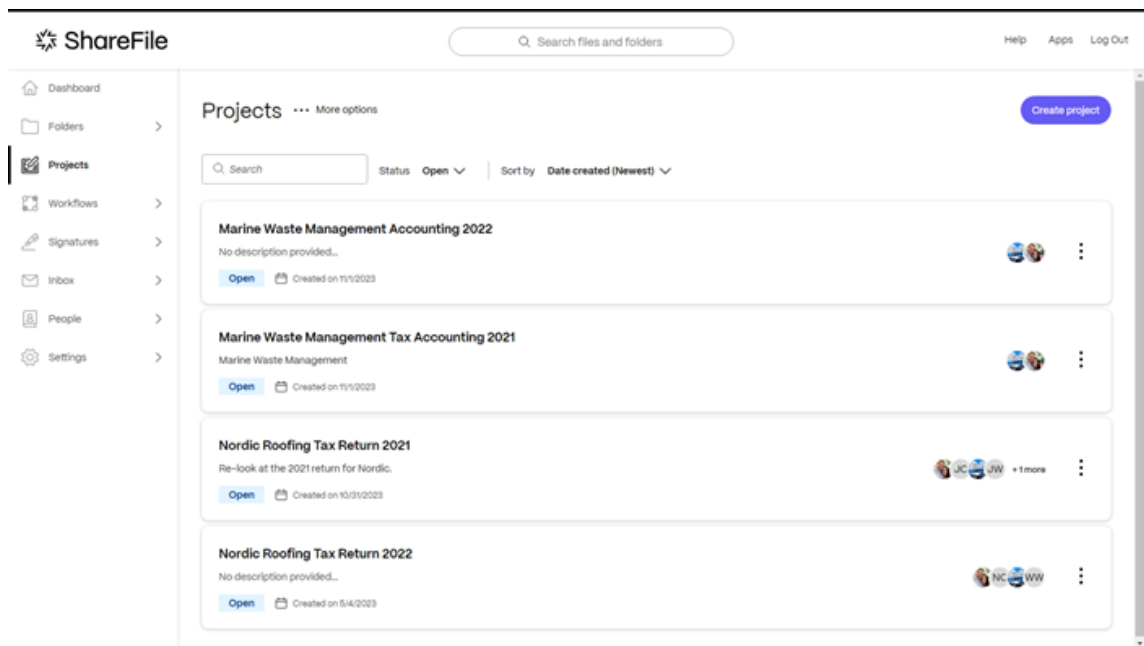 ShareFile
Search files and folders
Help Apps Log Out
Dashboard
Folders
Projects
Workflows
Signatures
Inbox
People
Settings
Projects ··· More options
Create project
Search
Status Open
Sort by Date created (Newest)
Marine Waste Management Accounting 2022
No description provided...
Open Created on 11/1/2023
Marine Waste Management Tax Accounting 2021
Marine Waste Management
Open Created on 11/1/2023
Nordic Roofing Tax Return 2021
Re-look at the 2021 return for Nordic.
JC JW +1 more
Open Created on 10/31/2023
Nordic Roofing Tax Return 2022
No description provided...
NC WW
Open Created on 5/4/2023